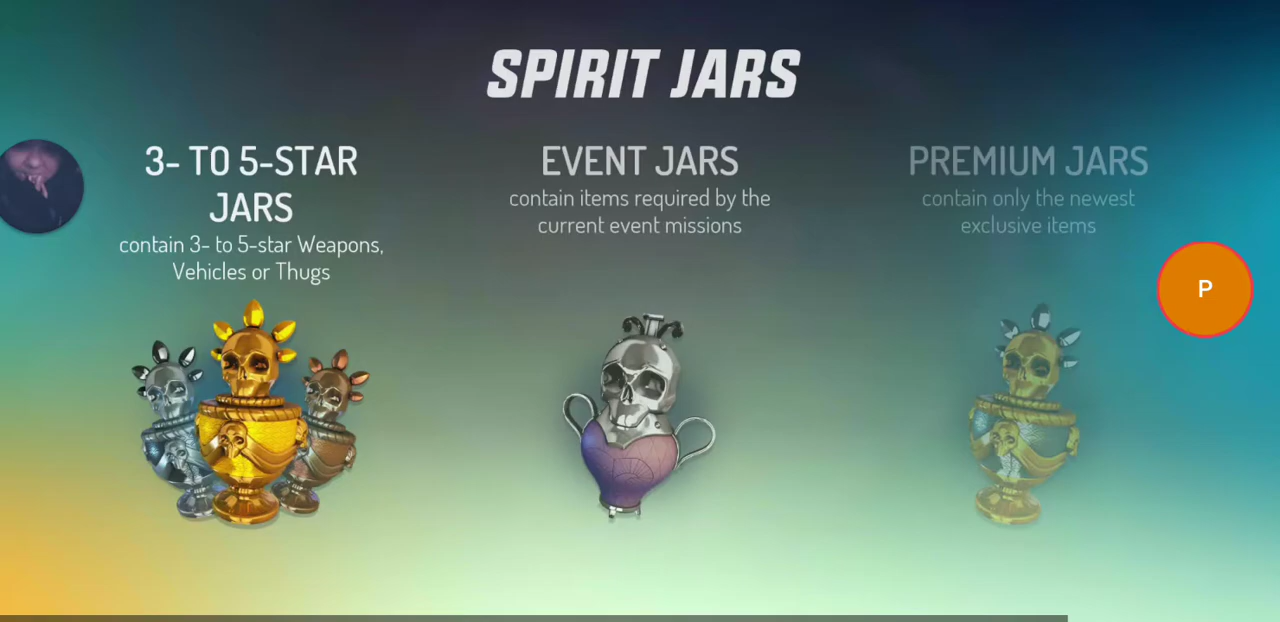 SPIRIT JARS
3- TO 5-STAR
JARS
contain 3- to 5-star Weapons,
Vehicles or Thugs
EVENT JARS
contain items required by the
current event missions
PREMIUM JARS
contain only the newest
exclusive items
P